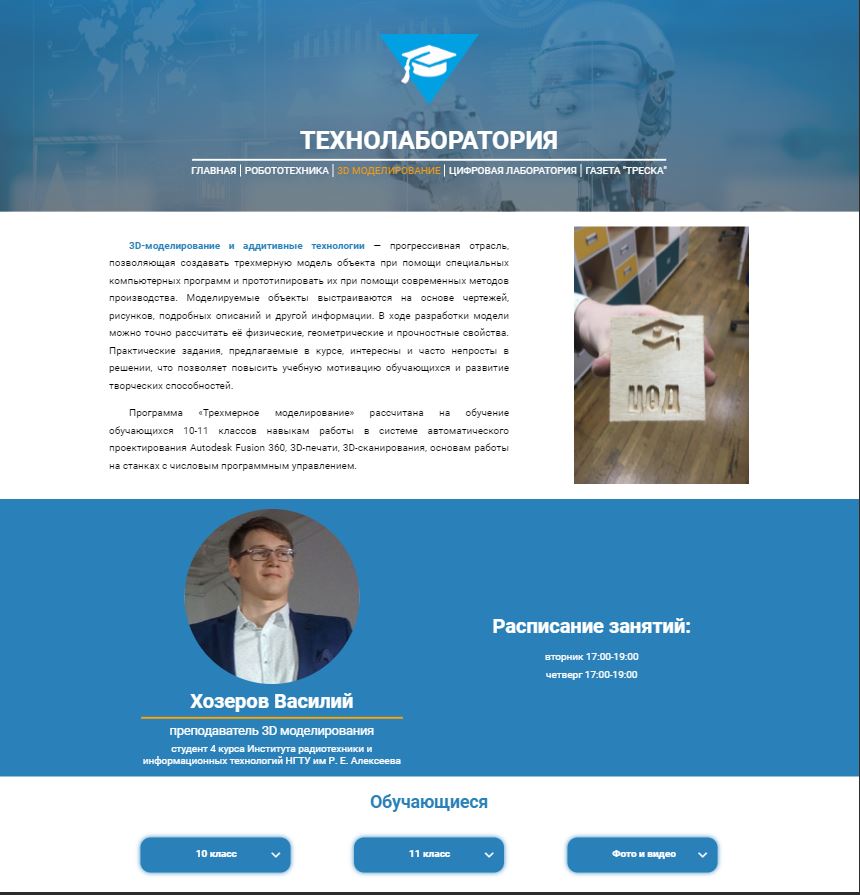 ТЕХНОЛАБОРАТОРИЯ
ГЛАВНАЯ | РОБОТОТЕХНИКА | 3D МОДЕЛИРОВАНИЕ | ЦИФРОВАЯ ЛАБОРАТОРИЯ | ГАЗЕТА "ТРЕСКА"
3D-моделирование и аддитивные технологии — прогрессивная отрасль,
позволяющая создавать трехмерную модель объекта при помощи специальных
компьютерных программ и прототипировать их при помощи современных методов
производства. Моделируемые объекты выстраиваются на основе чертежей,
рисунков, подробных описаний и другой информации. В ходе разработки модели
можно точно рассчитать её физические, геометрические и прочностные свойства.
Практические задания, предлагаемые в курсе, интересны и часто непросты в
решении, что позволяет повысить учебную мотивацию обучающихся и развитие
творческих способностей.
Программа «Трехмерное моделирование» рассчитана на обучение
обучающихся 10-11 классов навыкам работы в системе автоматического
проектирования Autodesk Fusion 360, 3D-печати, 3D-сканирования, основам работы
на станках с числовым программным управлением.
ЦОД
Хозеров Василий
преподаватель 3D моделирования
студент 4 курса Института радиотехники и
информационных технологий НГТУ им Р. Е. Алексеева
Расписание занятий:
вторник 17:00-19:00
четверг 17:00-19:00
Обучающиеся
10 класс
11 класс
Фото и видео